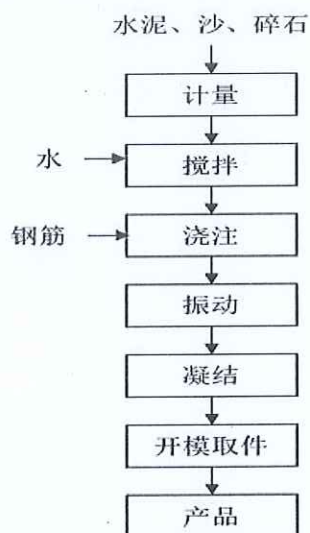 水泥、沙、碎石
计量
水
搅拌
钢筋
浇注
振动
凝结
开模取件
产品